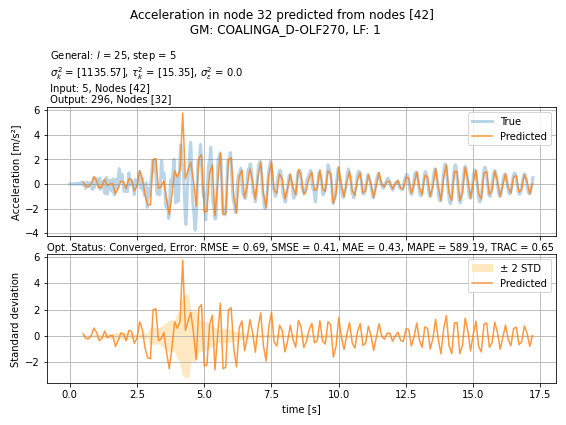 Acceleration in node 32 predicted from nodes [42]
GM: COALINGA_D-OLF270, LF: 1
General: l = 25, step = 5
σ²ₖ = [1135.57], τ²ₖ = [15.35], σ²ₑ = 0.0
Input: 5, Nodes [42]
Output: 296, Nodes [32]
Acceleration [m/s²]
6
4
2
0
−2
−4
True
Predicted
Opt. Status: Converged, Error: RMSE = 0.69, SMSE = 0.41, MAE = 0.43, MAPE = 589.19, TRAC = 0.65
Standard deviation
6
4
2
0
−2
± 2 STD
Predicted
0.0 2.5 5.0 7.5 10.0 12.5 15.0 17.5
time [s]